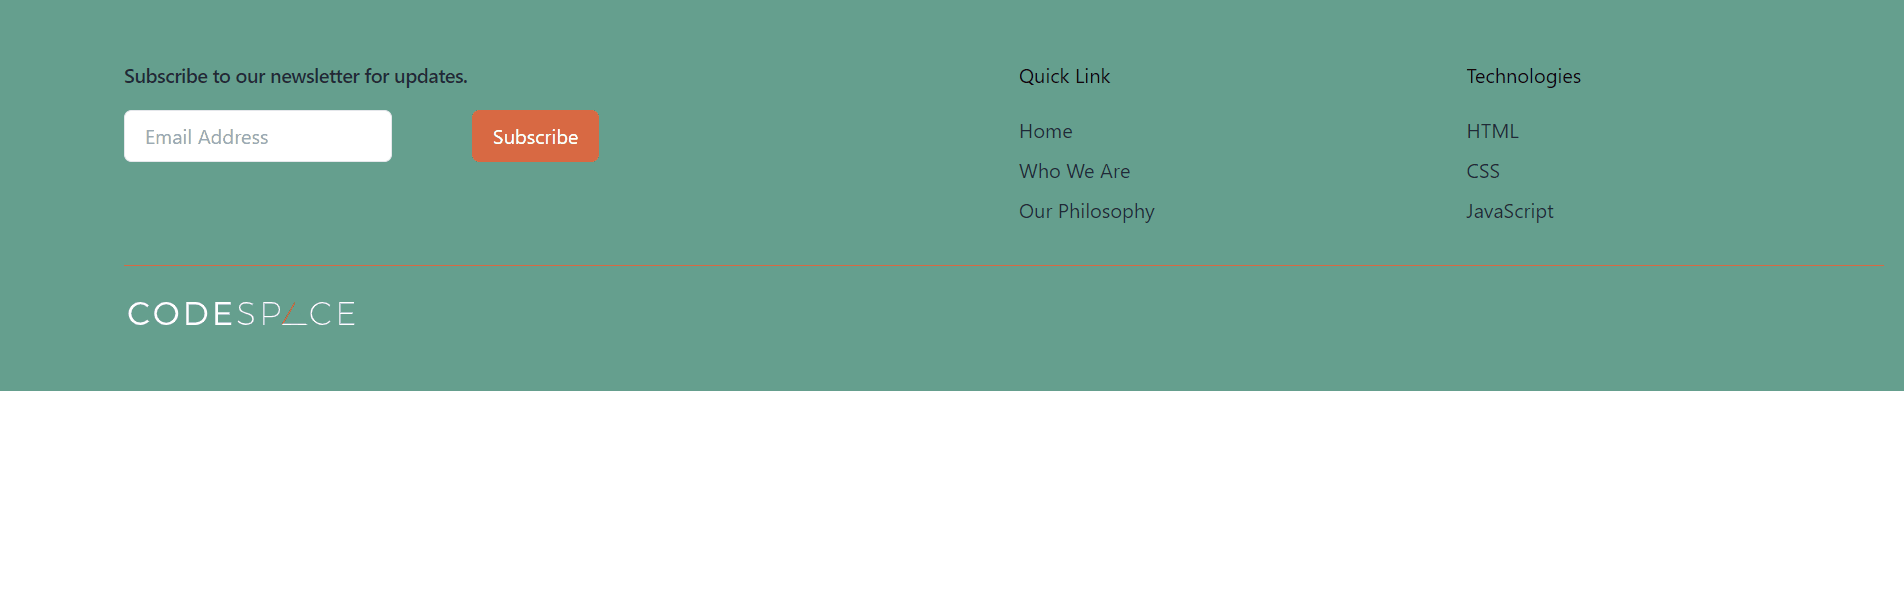 Subscribe to our newsletter for updates.
Email Address
Subscribe
Quick Link
Home
Who We Are
Our Philosophy
Technologies
HTML
CSS
JavaScript
CODESPACE